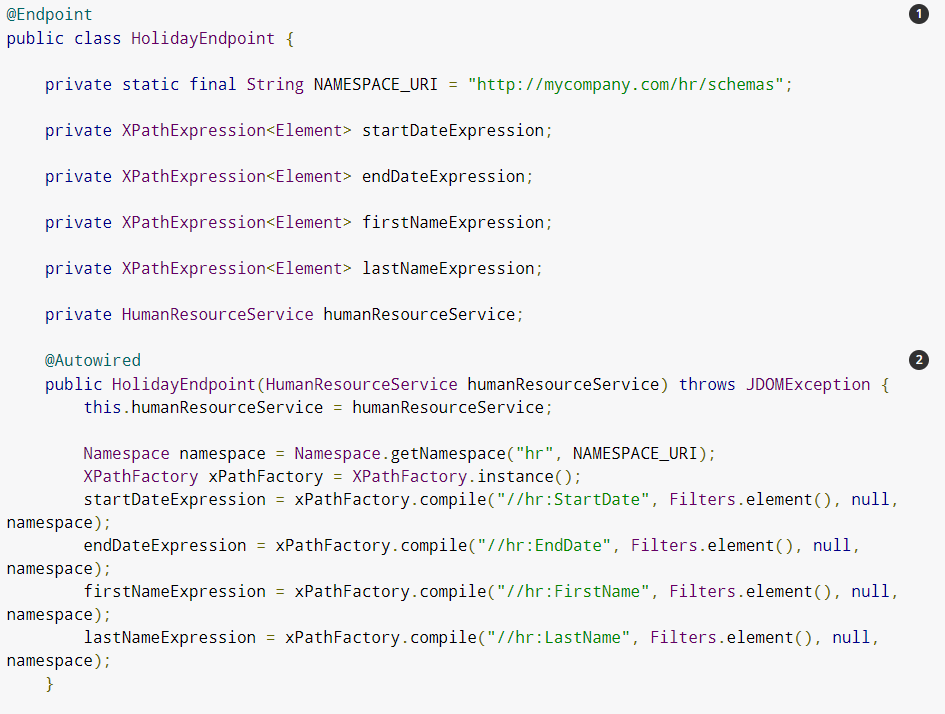 @Endpoint 1
public class HolidayEndpoint {
private static final String NAMESPACE_URI = "http://mycompany.com/hr/schemas";
private XPathExpression<Element> startDateExpression;
private XPathExpression<Element> endDateExpression;
private XPathExpression<Element> firstNameExpression;
private XPathExpression<Element> lastNameExpression;
private HumanResourceService humanResourceService;
@Autowired 2
public HolidayEndpoint(HumanResourceService humanResourceService) throws JDOMException {
this.humanResourceService = humanResourceService;
Namespace namespace = Namespace.getNamespace("hr", NAMESPACE_URI);
XPathFactory xPathFactory = XPathFactory.instance();
startDateExpression = xPathFactory.compile("//hr:StartDate", Filters.element(), null,
namespace);
endDateExpression = xPathFactory.compile("//hr:EndDate", Filters.element(), null,
namespace);
firstNameExpression = xPathFactory.compile("//hr:FirstName", Filters.element(), null,
namespace);
lastNameExpression = xPathFactory.compile("//hr:LastName", Filters.element(), null,
namespace);
}